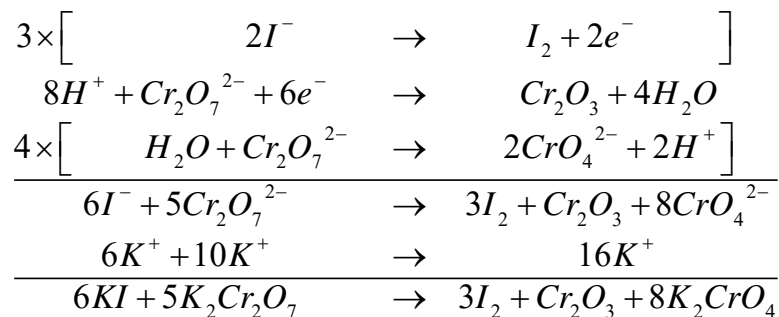 3×[ 2I⁻ → I₂ + 2e⁻ ]
8H⁺ + Cr₂O₇²⁻ + 6e⁻ → Cr₂O₃ + 4H₂O
4×[ H₂O + Cr₂O₇²⁻ → 2CrO₄²⁻ + 2H⁺ ]
6I⁻ + 5Cr₂O₇²⁻ → 3I₂ + Cr₂O₃ + 8CrO₄²⁻
6K⁺ +10K⁺ → 16K⁺
6KI + 5K₂Cr₂O₇ → 3I₂ + Cr₂O₃ + 8K₂CrO₄